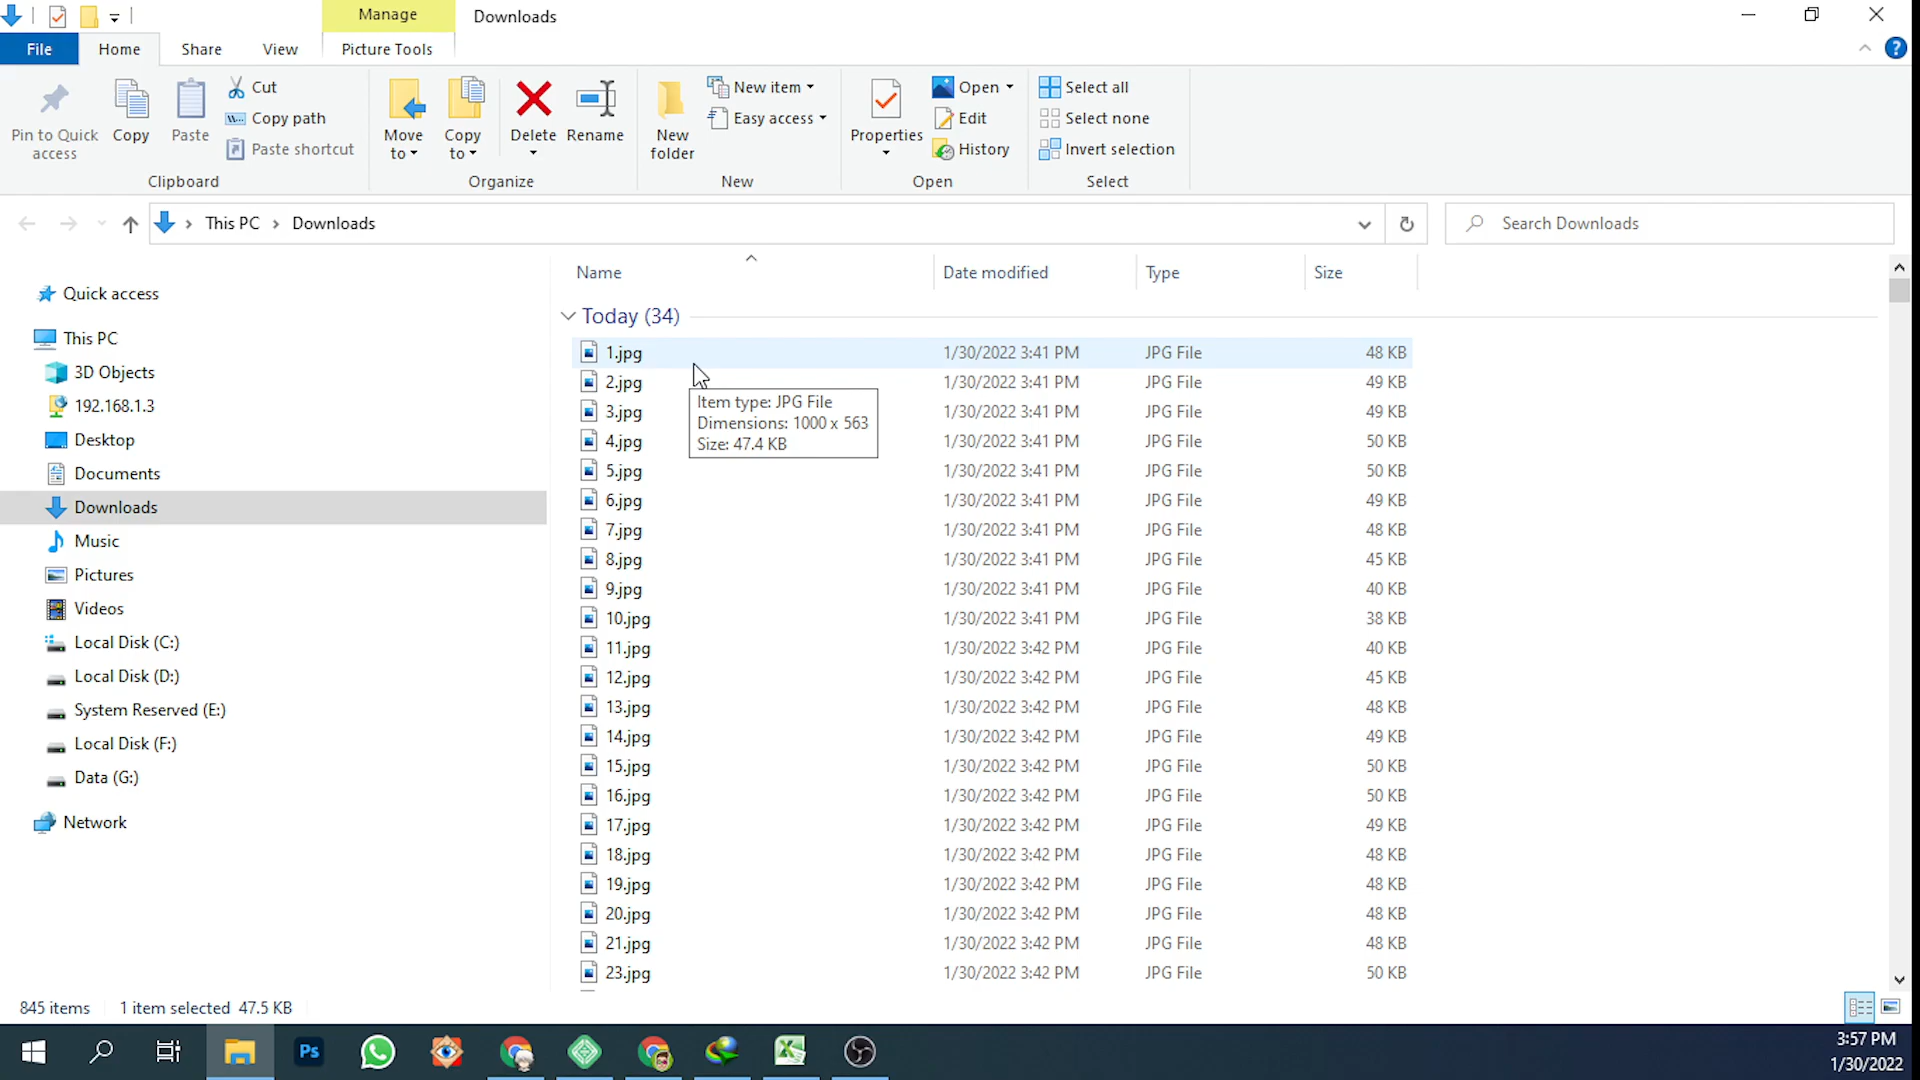 Manage
Downloads
File
Home
Share
View
Picture Tools
Pin to Quick access
Copy
Paste
Cut
Copy path
Paste shortcut
Clipboard
Move to
Copy to
Delete
Rename
Organize
New folder
New item
Easy access
New
Properties
Open
Edit
History
Open
Select all
Select none
Invert selection
Select
This PC
Downloads
Search Downloads
Name
Date modified
Type
Size
Quick access
This PC
3D Objects
192.168.1.3
Desktop
Documents
Downloads
Music
Pictures
Videos
Local Disk (C:)
Local Disk (D:)
System Reserved (E:)
Local Disk (F:)
Data (G:)
Network
Today (34)
1.jpg 1/30/2022 3:41 PM JPG File 48 KB
2.jpg 1/30/2022 3:41 PM JPG File 49 KB
3.jpg 1/30/2022 3:41 PM JPG File 49 KB
4.jpg 1/30/2022 3:41 PM JPG File 50 KB
5.jpg 1/30/2022 3:41 PM JPG File 50 KB
6.jpg 1/30/2022 3:41 PM JPG File 49 KB
7.jpg 1/30/2022 3:41 PM JPG File 48 KB
8.jpg 1/30/2022 3:41 PM JPG File 45 KB
9.jpg 1/30/2022 3:41 PM JPG File 40 KB
10.jpg 1/30/2022 3:41 PM JPG File 38 KB
11.jpg 1/30/2022 3:42 PM JPG File 40 KB
12.jpg 1/30/2022 3:42 PM JPG File 45 KB
13.jpg 1/30/2022 3:42 PM JPG File 48 KB
14.jpg 1/30/2022 3:42 PM JPG File 49 KB
15.jpg 1/30/2022 3:42 PM JPG File 50 KB
16.jpg 1/30/2022 3:42 PM JPG File 50 KB
17.jpg 1/30/2022 3:42 PM JPG File 49 KB
18.jpg 1/30/2022 3:42 PM JPG File 48 KB
19.jpg 1/30/2022 3:42 PM JPG File 48 KB
20.jpg 1/30/2022 3:42 PM JPG File 48 KB
21.jpg 1/30/2022 3:42 PM JPG File 48 KB
23.jpg 1/30/2022 3:42 PM JPG File 50 KB
Item type: JPG File
Dimensions: 1000 x 563
Size: 47.4 KB
845 items
1 item selected 47.5 KB
Ps
3:57 PM
1/30/2022